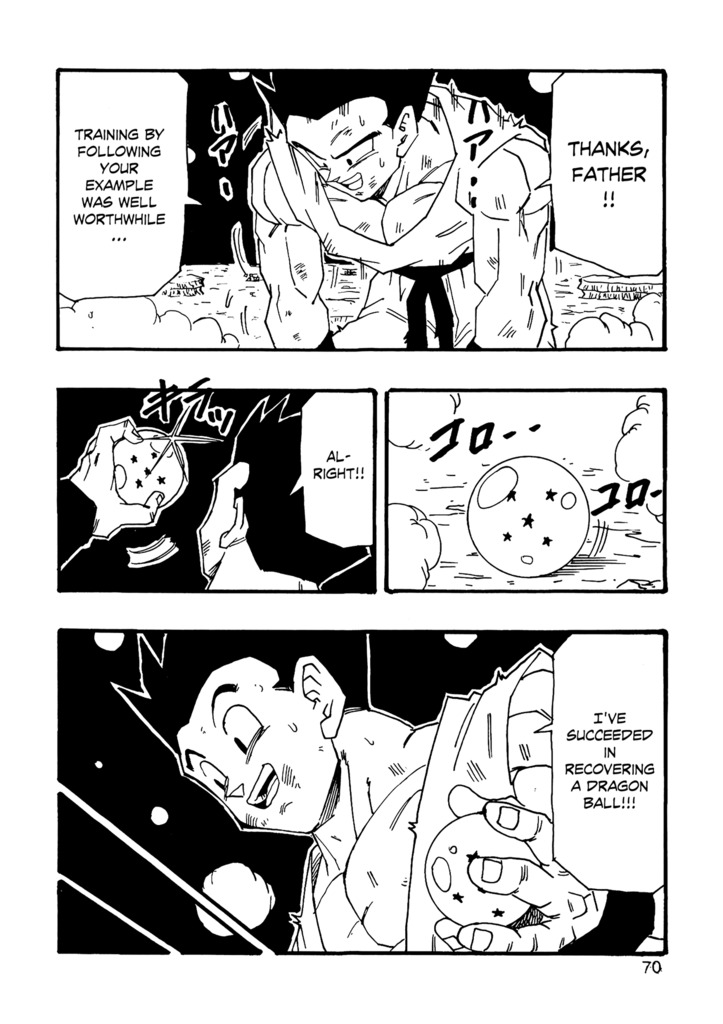 THANKS,
FATHER
!!
ハァ・・
ハァ・・
TRAINING BY
FOLLOWING
YOUR
EXAMPLE
WAS WELL
WORTHWHILE
...
コロ・・
コロ・・
AL-
RIGHT!!
キラッ
I'VE
SUCCEEDED
IN
RECOVERING
A DRAGON
BALL!!!
70